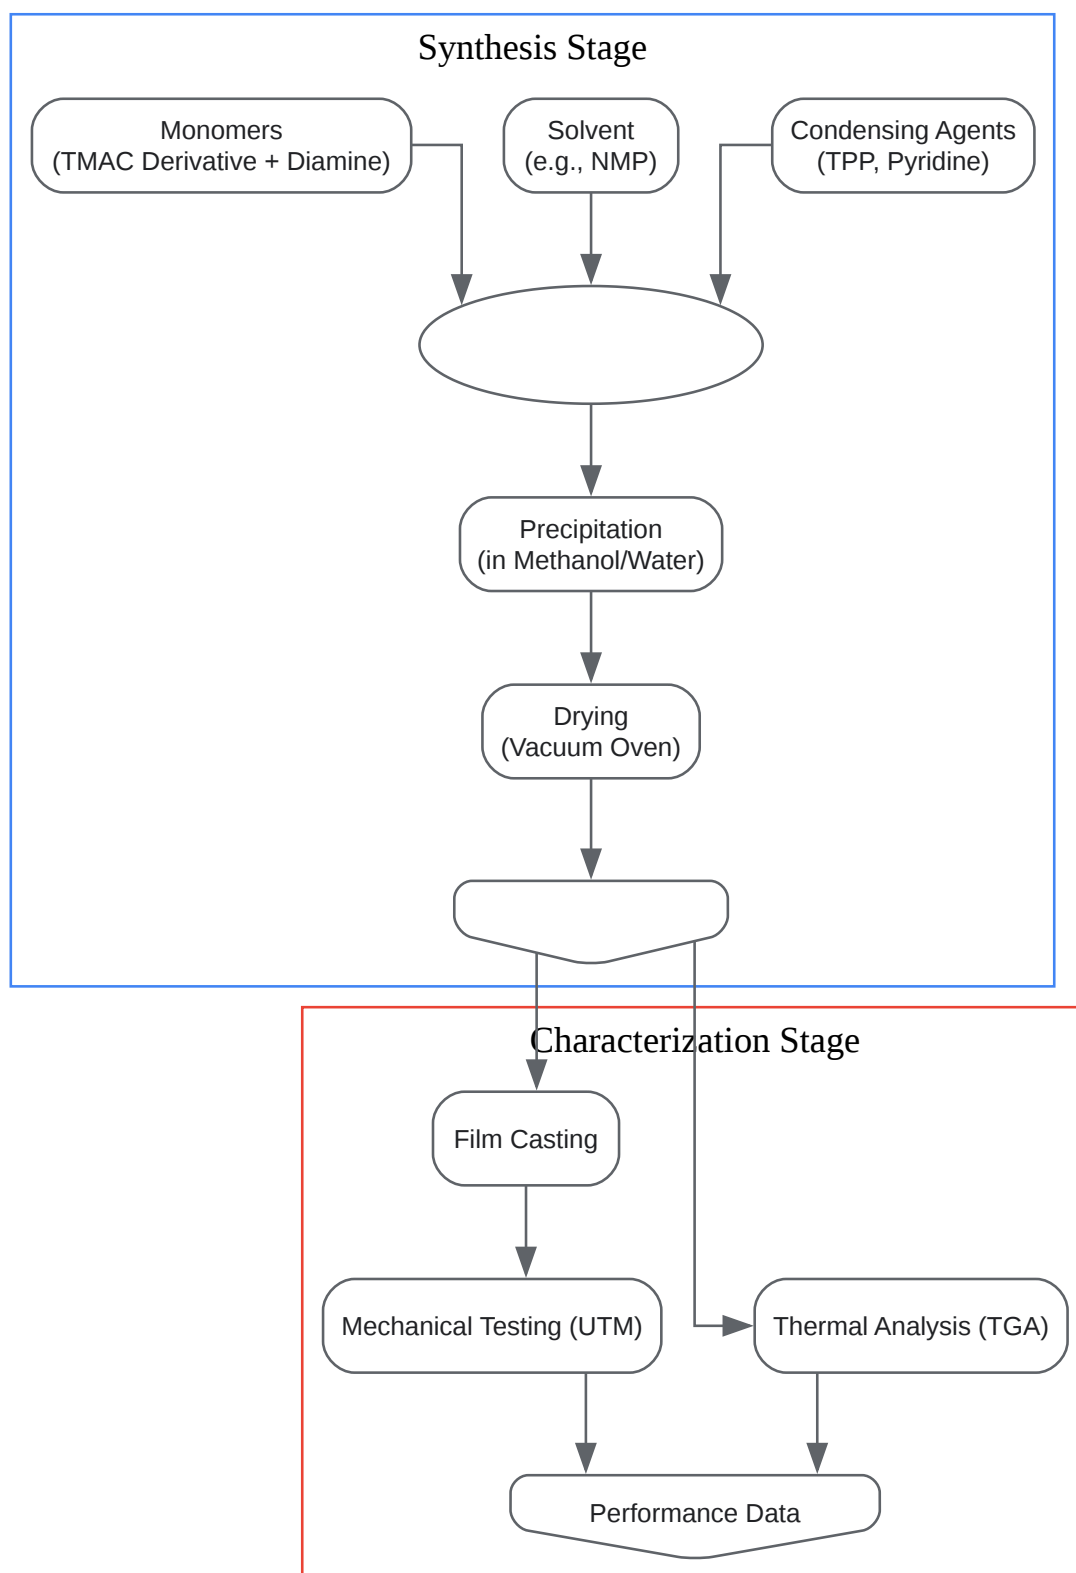 Synthesis Stage
Monomers
(TMAC Derivative + Diamine)
Solvent
(e.g., NMP)
Condensing Agents
(TPP, Pyridine)
Precipitation
(in Methanol/Water)
Drying
(Vacuum Oven)
Characterization Stage
Film Casting
Mechanical Testing (UTM)
Thermal Analysis (TGA)
Performance Data